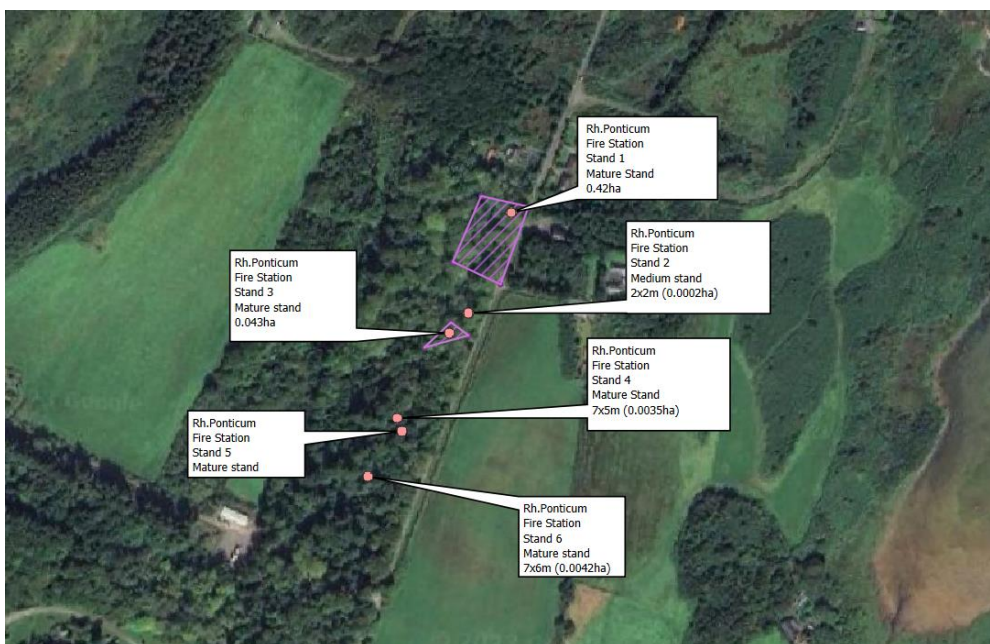 Rh.Ponticum
Fire Station
Stand 1
Mature Stand
0.42ha
Rh.Ponticum
Fire Station
Stand 2
Medium stand
2x2m (0.0002ha)
Rh.Ponticum
Fire Station
Stand 3
Mature stand
0.043ha
Rh.Ponticum
Fire Station
Stand 4
Mature Stand
7x5m (0.0035ha)
Rh.Ponticum
Fire Station
Stand 5
Mature stand
Rh.Ponticum
Fire Station
Stand 6
Mature stand
7x6m (0.0042ha)